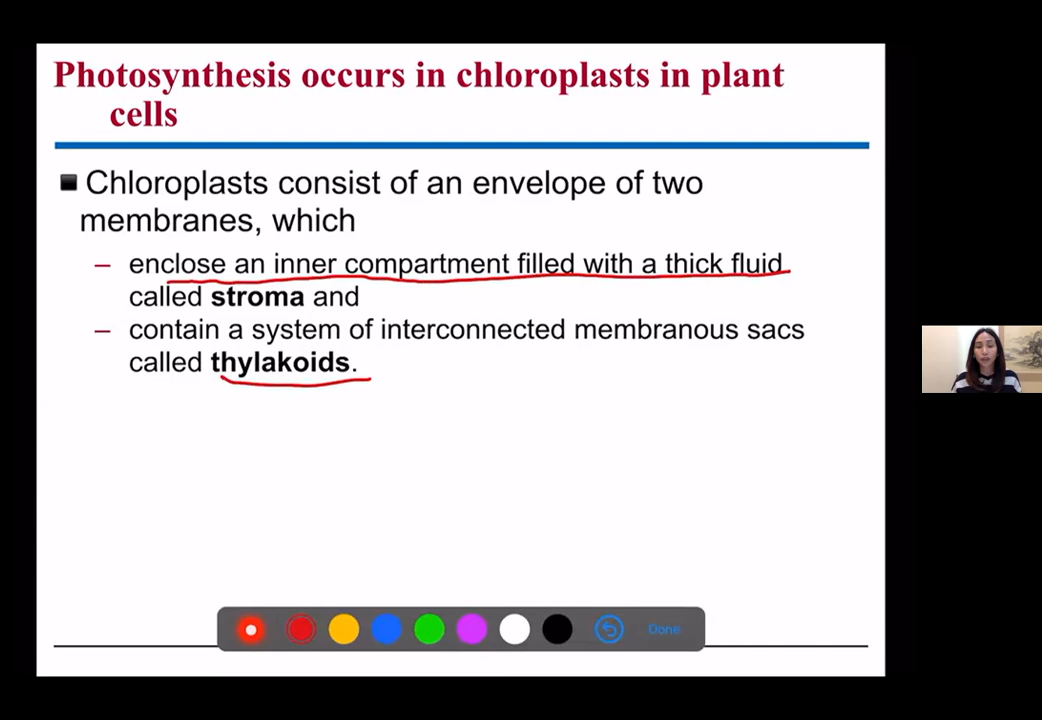 Photosynthesis occurs in chloroplasts in plant
cells
Chloroplasts consist of an envelope of two
membranes, which
– enclose an inner compartment filled with a thick fluid
called stroma and
– contain a system of interconnected membranous sacs
called thylakoids.
Done